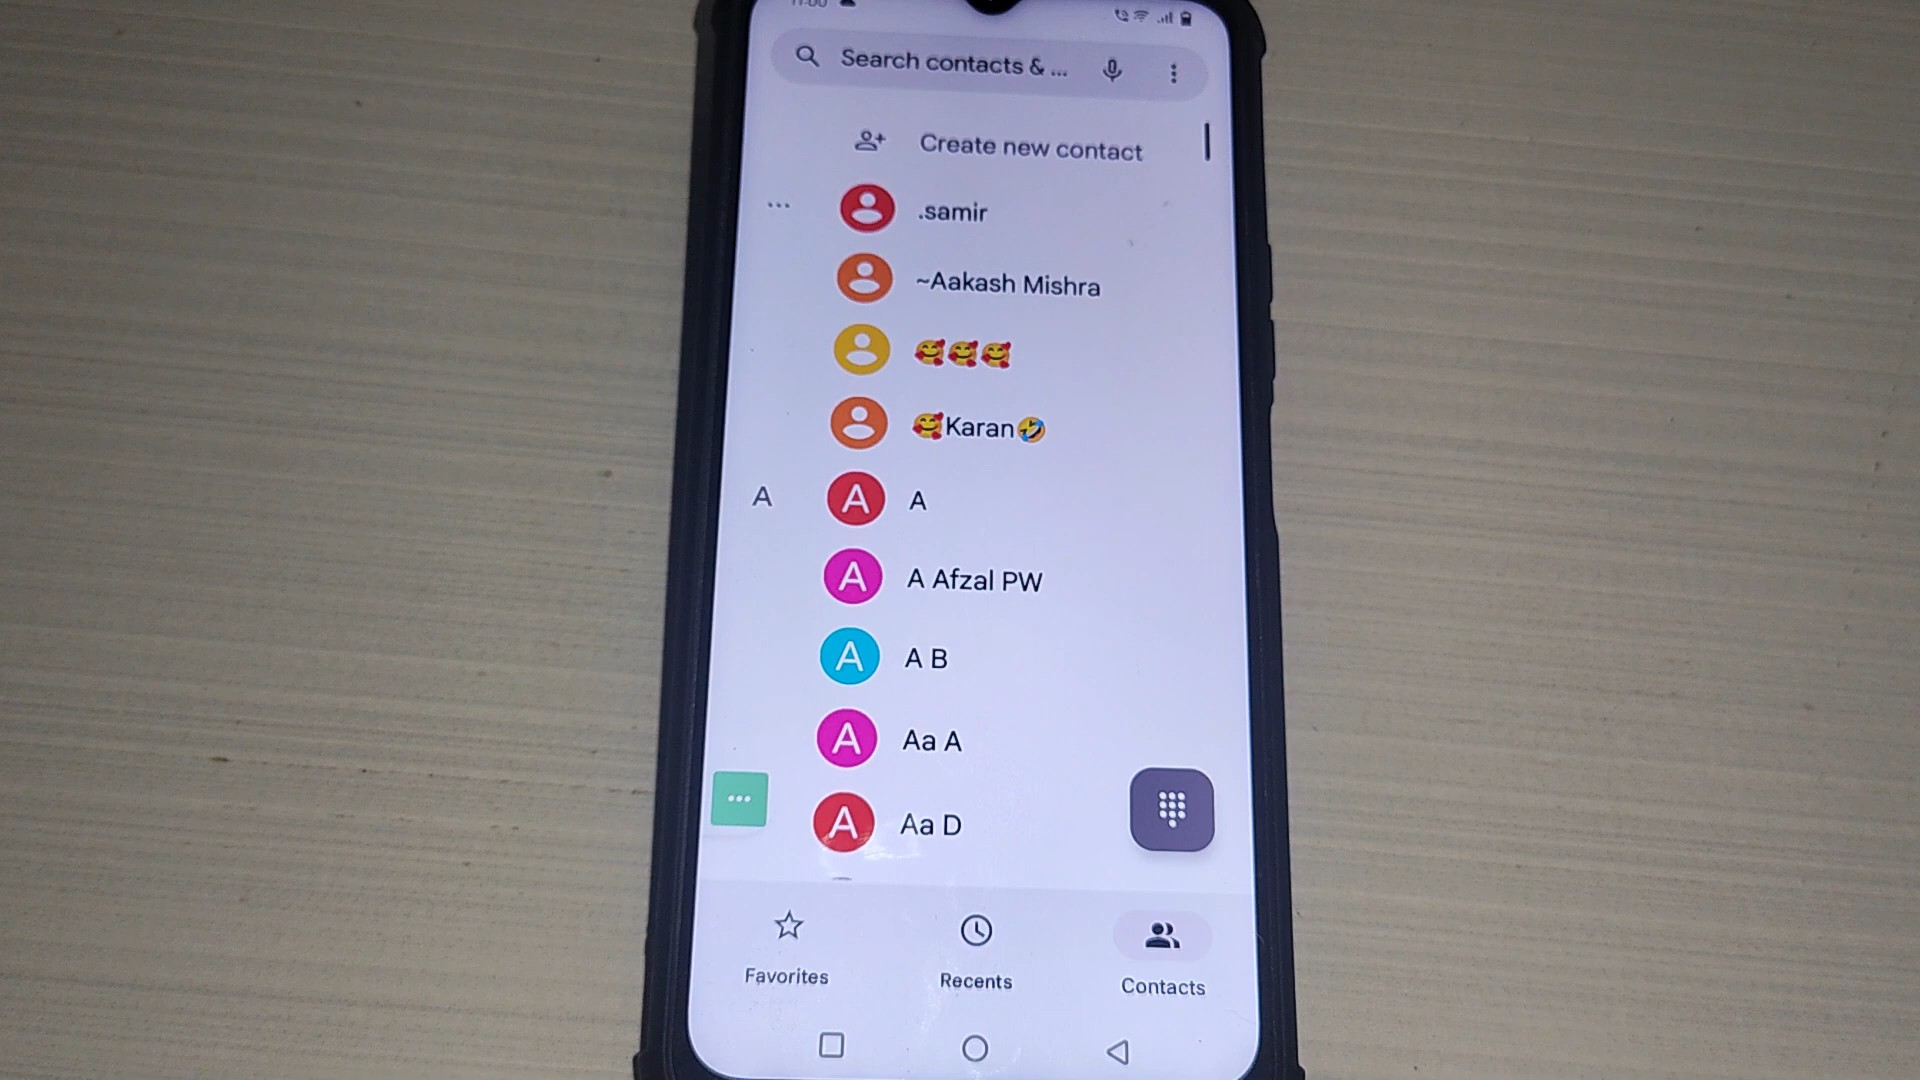 Search contacts & ...
Create new contact
... .samir
~Aakash Mishra
🥰🥰🥰
🥰Karan🤣
A A A
A A Afzal PW
A A B
A Aa A
A Aa D
Favorites Recents Contacts